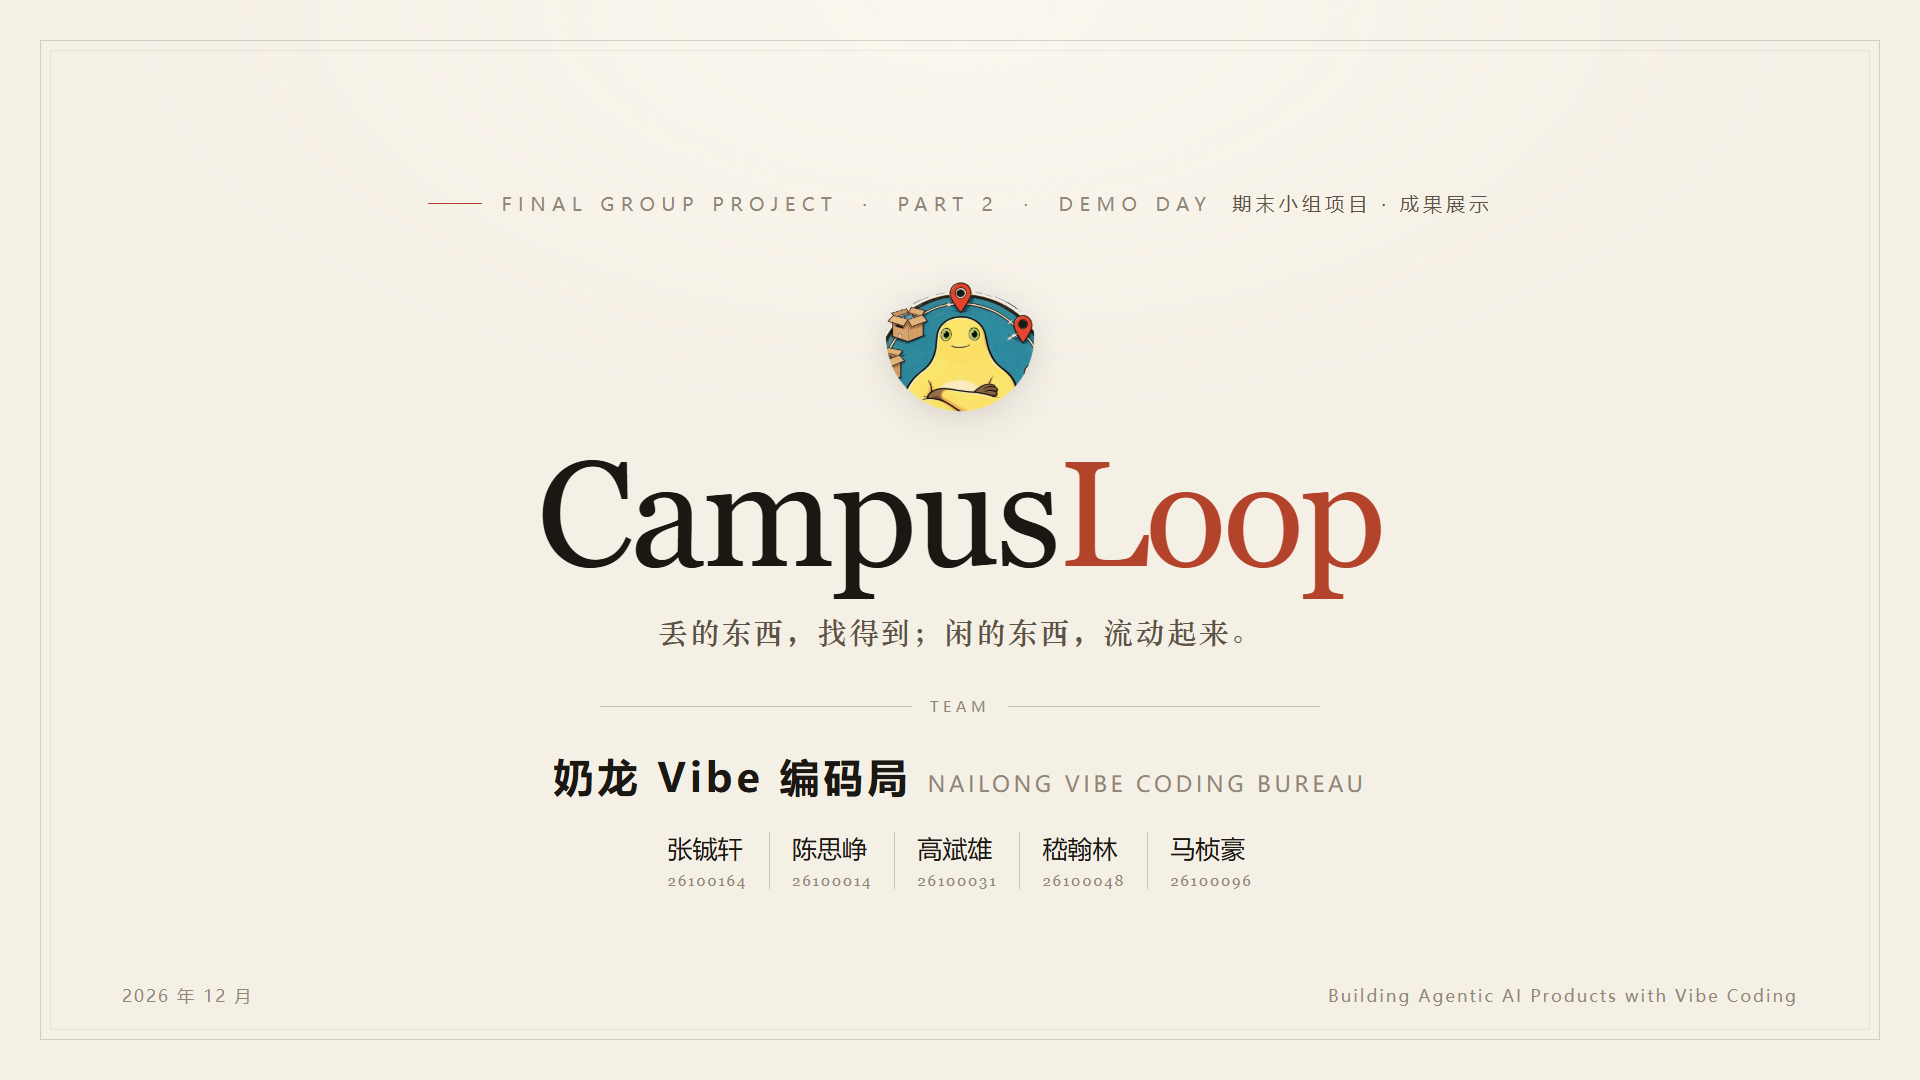 FINAL GROUP PROJECT · PART 2 · DEMO DAY 期末小组项目 · 成果展示
CampusLoop
丢的东西，找得到；闲的东西，流动起来。
TEAM
奶龙 Vibe 编码局 NAILONG VIBE CODING BUREAU
张铖轩 陈思峥 高斌雄 嵇翰林 马桢豪
26100164 26100014 26100031 26100048 26100096
2026 年 12 月
Building Agentic AI Products with Vibe Coding